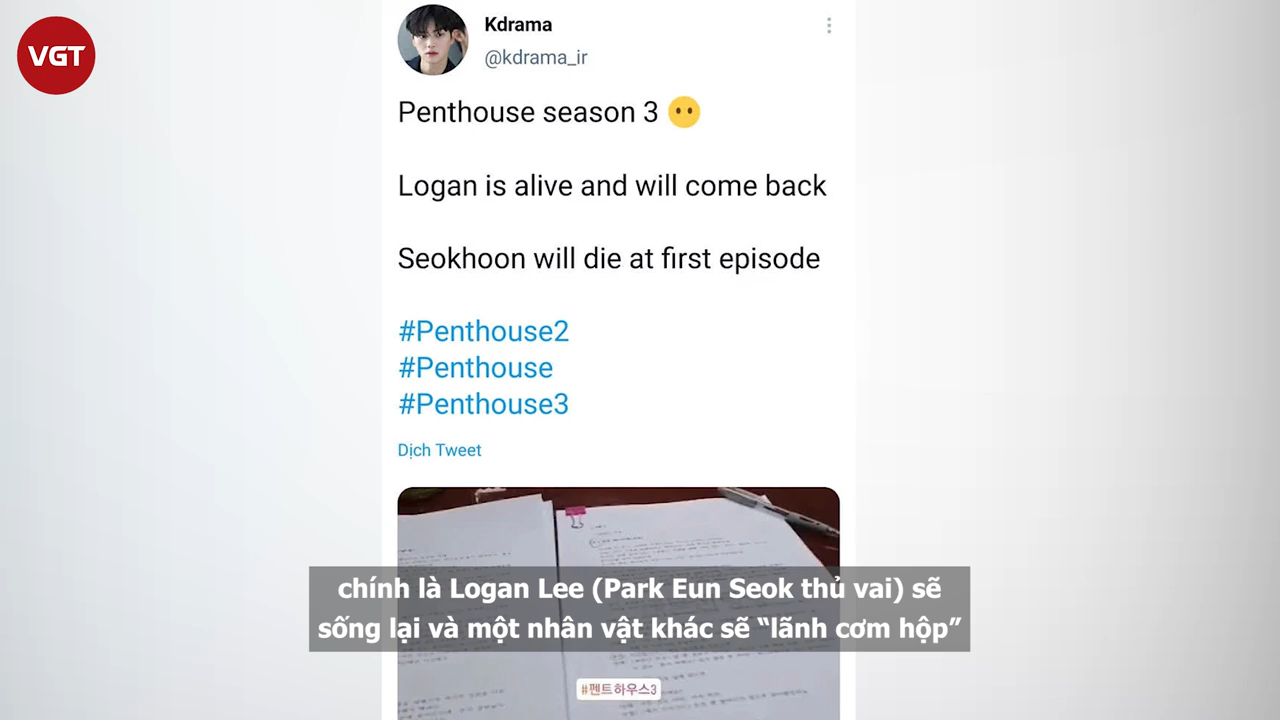 VGT
Kdrama
@kdrama_ir
Penthouse season 3 😶
Logan is alive and will come back
Seokhoon will die at first episode
#Penthouse2
#Penthouse
#Penthouse3
Dịch Tweet
chính là Logan Lee (Park Eun Seok thủ vai) sẽ
sống lại và một nhân vật khác sẽ “lãnh cơm hộp”
#펜트하우스3